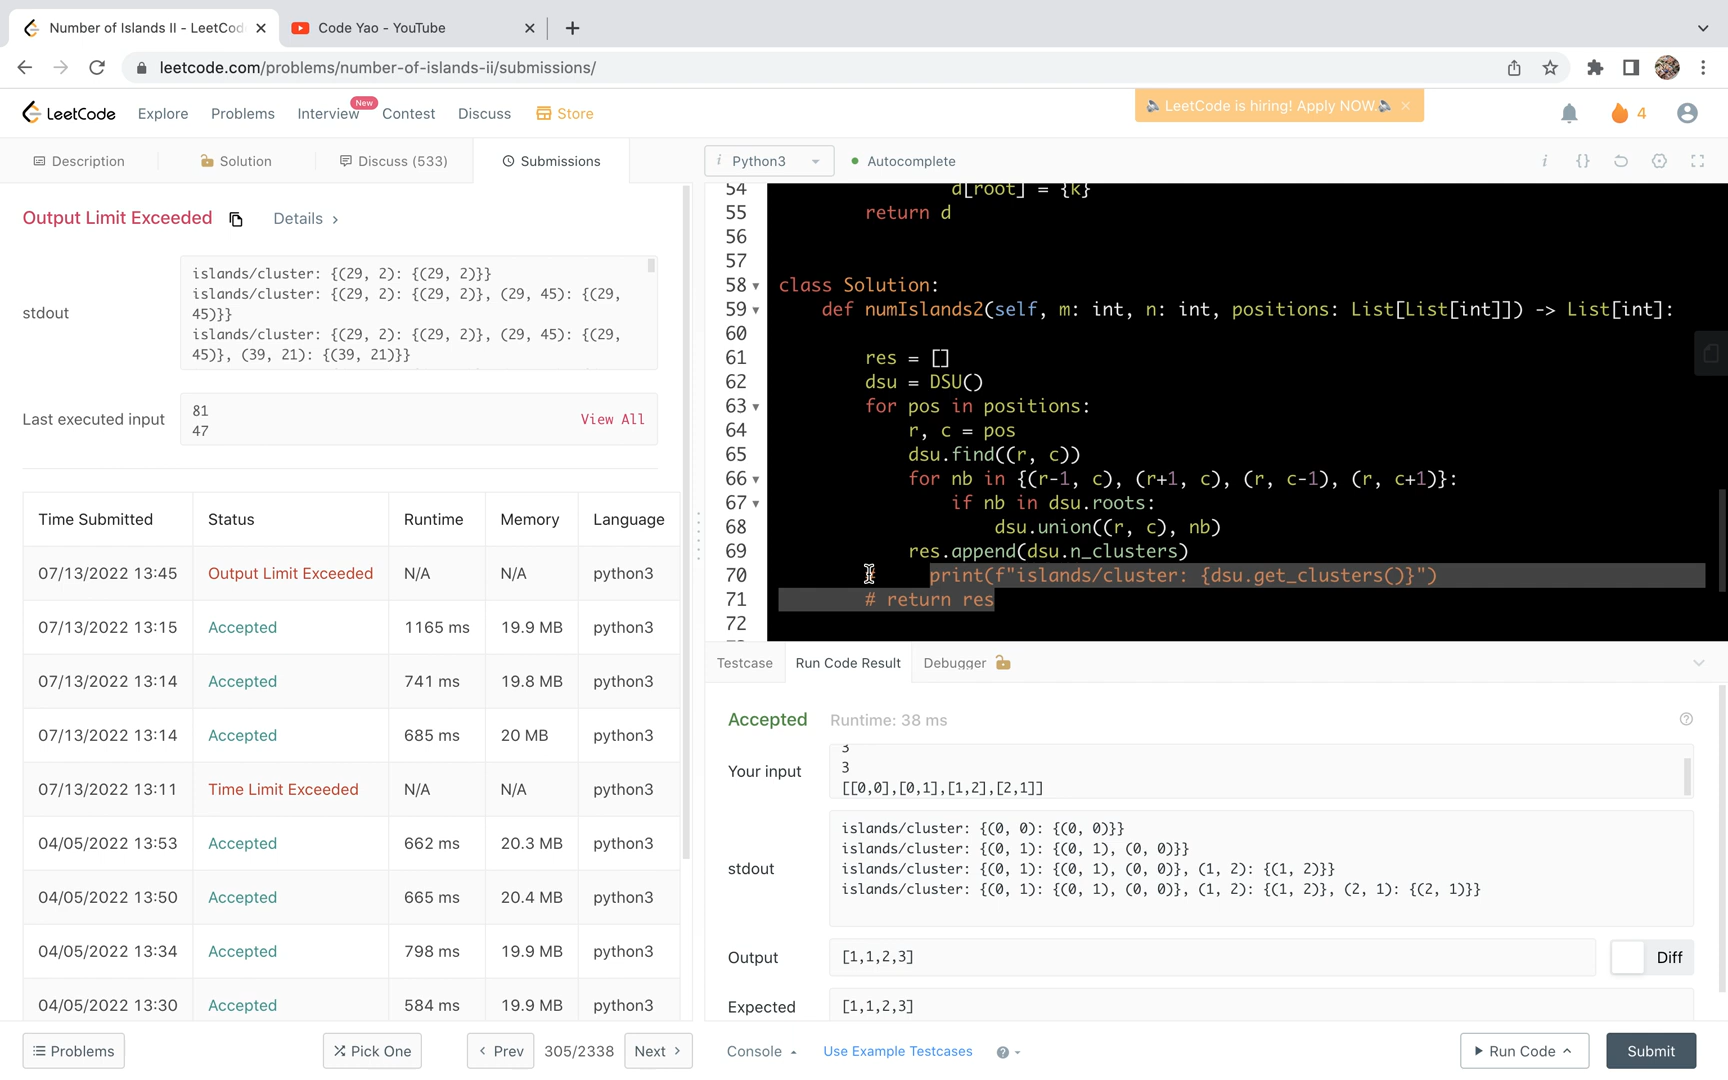 Number of Islands II - LeetCod
Code Yao - YouTube
leetcode.com/problems/number-of-islands-ii/submissions/
LeetCode
Explore
Problems
Interview
New
Contest
Discuss
Store
LeetCode is hiring! Apply NOW.
4
Description
Solution
Discuss (533)
Submissions
i Python3
Autocomplete
Output Limit Exceeded
Details
stdout
islands/cluster: {(29, 2): {(29, 2)}}
islands/cluster: {(29, 2): {(29, 2)}, (29, 45): {(29,
45)}}
islands/cluster: {(29, 2): {(29, 2)}, (29, 45): {(29,
45)}, (39, 21): {(39, 21)}}
Last executed input
81
47
View All
Time Submitted Status Runtime Memory Language
07/13/2022 13:45 Output Limit Exceeded N/A N/A python3
07/13/2022 13:15 Accepted 1165 ms 19.9 MB python3
07/13/2022 13:14 Accepted 741 ms 19.8 MB python3
07/13/2022 13:14 Accepted 685 ms 20 MB python3
07/13/2022 13:11 Time Limit Exceeded N/A N/A python3
04/05/2022 13:53 Accepted 662 ms 20.3 MB python3
04/05/2022 13:50 Accepted 665 ms 20.4 MB python3
04/05/2022 13:34 Accepted 798 ms 19.9 MB python3
04/05/2022 13:30 Accepted 584 ms 19.9 MB python3
54 d[root] = {k}
55 return d
56
57
58 class Solution:
59 def numIslands2(self, m: int, n: int, positions: List[List[int]]) -> List[int]:
60
61 res = []
62 dsu = DSU()
63 for pos in positions:
64 r, c = pos
65 dsu.find((r, c))
66 for nb in {(r-1, c), (r+1, c), (r, c-1), (r, c+1)}:
67 if nb in dsu.roots:
68 dsu.union((r, c), nb)
69 res.append(dsu.n_clusters)
70 # print(f"islands/cluster: {dsu.get_clusters()}")
71 # return res
72
Testcase
Run Code Result
Debugger
Accepted
Runtime: 38 ms
Your input
3
3
[[0,0],[0,1],[1,2],[2,1]]
stdout
islands/cluster: {(0, 0): {(0, 0)}}
islands/cluster: {(0, 1): {(0, 1), (0, 0)}}
islands/cluster: {(0, 1): {(0, 1), (0, 0)}, (1, 2): {(1, 2)}}
islands/cluster: {(0, 1): {(0, 1), (0, 0)}, (1, 2): {(1, 2)}, (2, 1): {(2, 1)}}
Output
[1,1,2,3]
Diff
Expected
[1,1,2,3]
Problems
Pick One
Prev
305/2338
Next
Console
Use Example Testcases
Run Code
Submit